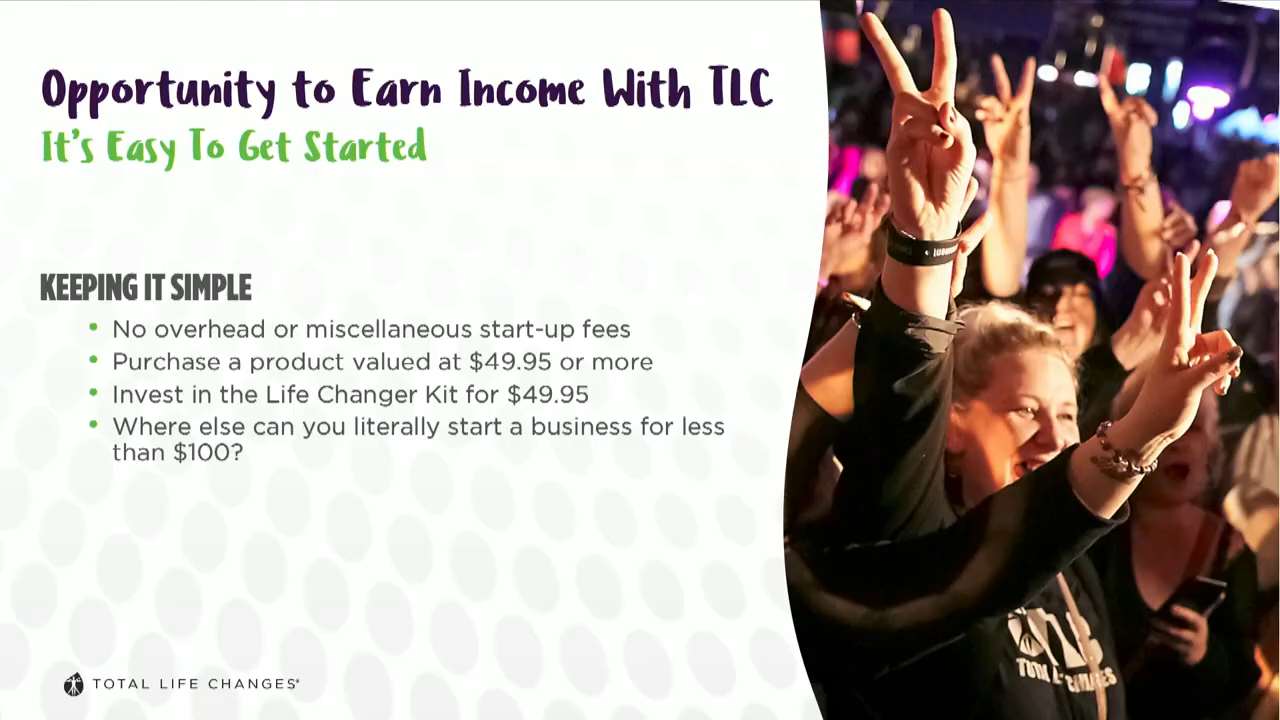 Opportunity to Earn Income With TLC
It's Easy To Get Started
KEEPING IT SIMPLE
• No overhead or miscellaneous start-up fees
• Purchase a product valued at $49.95 or more
• Invest in the Life Changer Kit for $49.95
• Where else can you literally start a business for less
than $100?
TOTAL LIFE CHANGES®
TLC